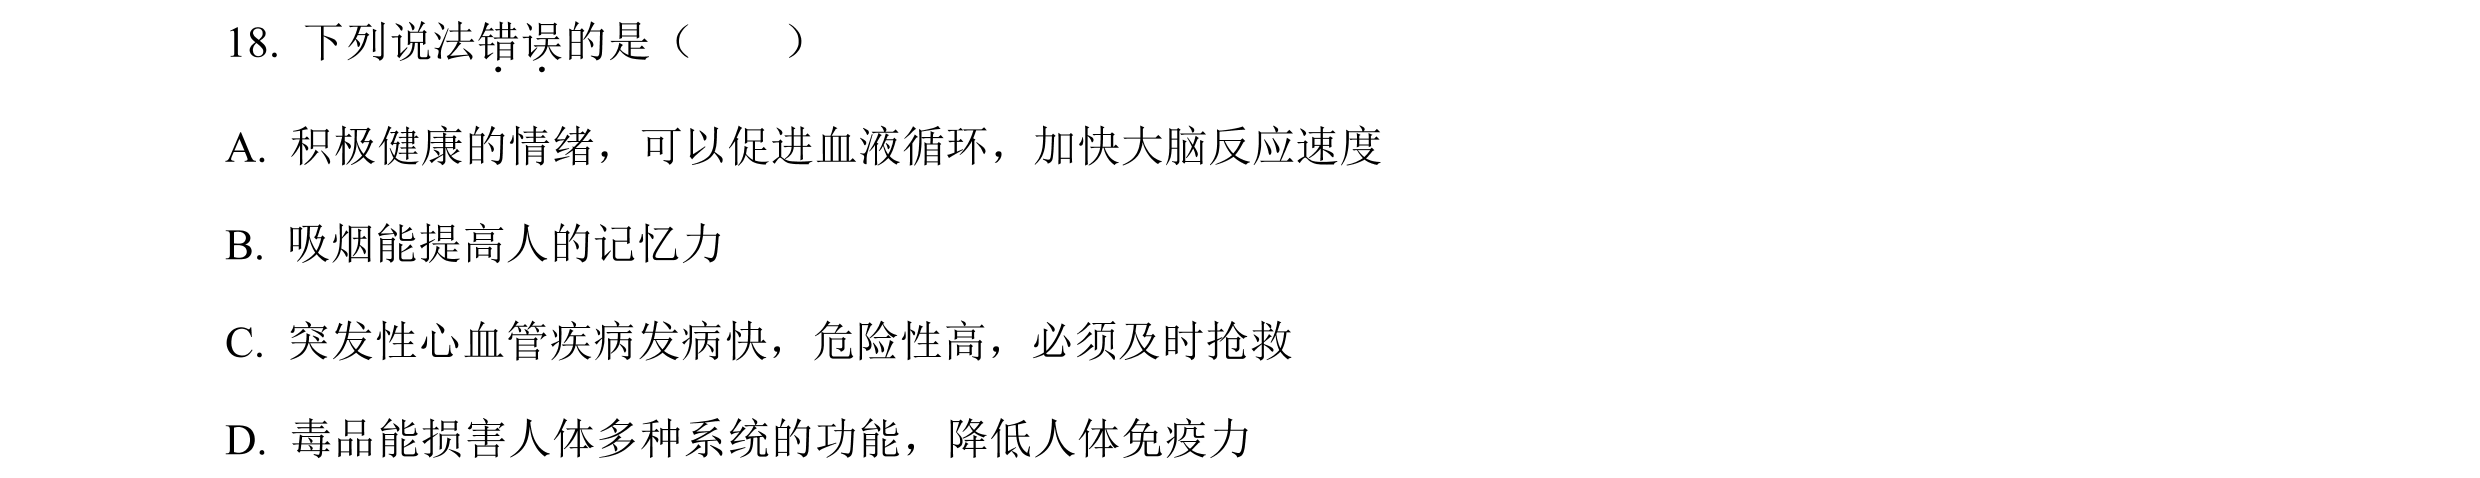 18. 下列说法错误的是（　　）
A. 积极健康的情绪，可以促进血液循环，加快大脑反应速度
B. 吸烟能提高人的记忆力
C. 突发性心血管疾病发病快，危险性高，必须及时抢救
D. 毒品能损害人体多种系统的功能，降低人体免疫力